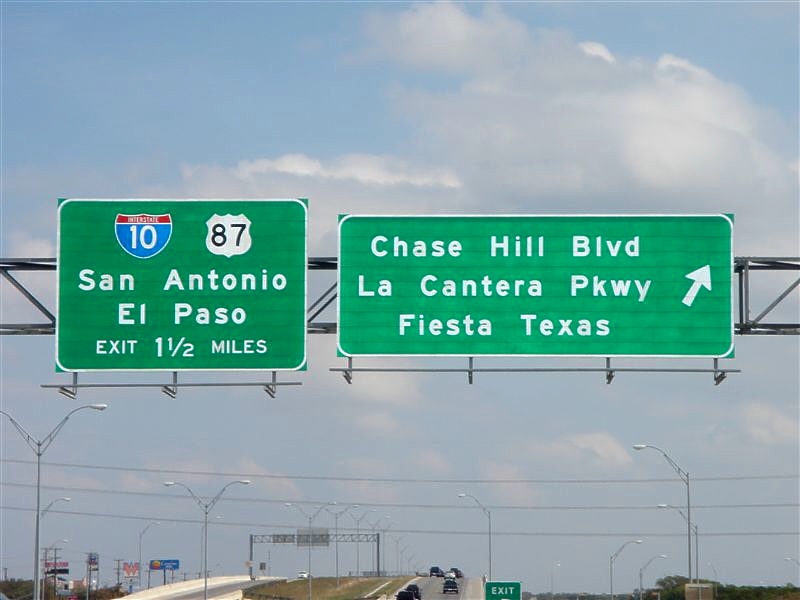 INTERSTATE
10
87
San Antonio
El Paso
EXIT 1½ MILES
Chase Hill Blvd
La Cantera Pkwy
Fiesta Texas
EXIT